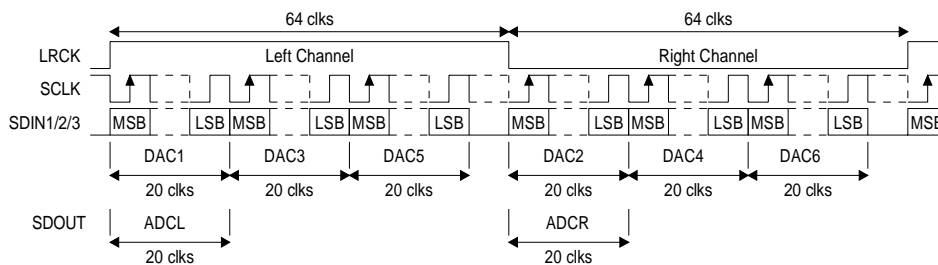 64 clks 64 clks
LRCK Left Channel Right Channel
SCLK
SDIN1/2/3 MSB LSB MSB LSB MSB LSB MSB LSB MSB LSB MSB LSB MSB
DAC1 DAC3 DAC5 DAC2 DAC4 DAC6
20 clks 20 clks 20 clks 20 clks 20 clks 20 clks
SDOUT ADCL ADCR
20 clks 20 clks